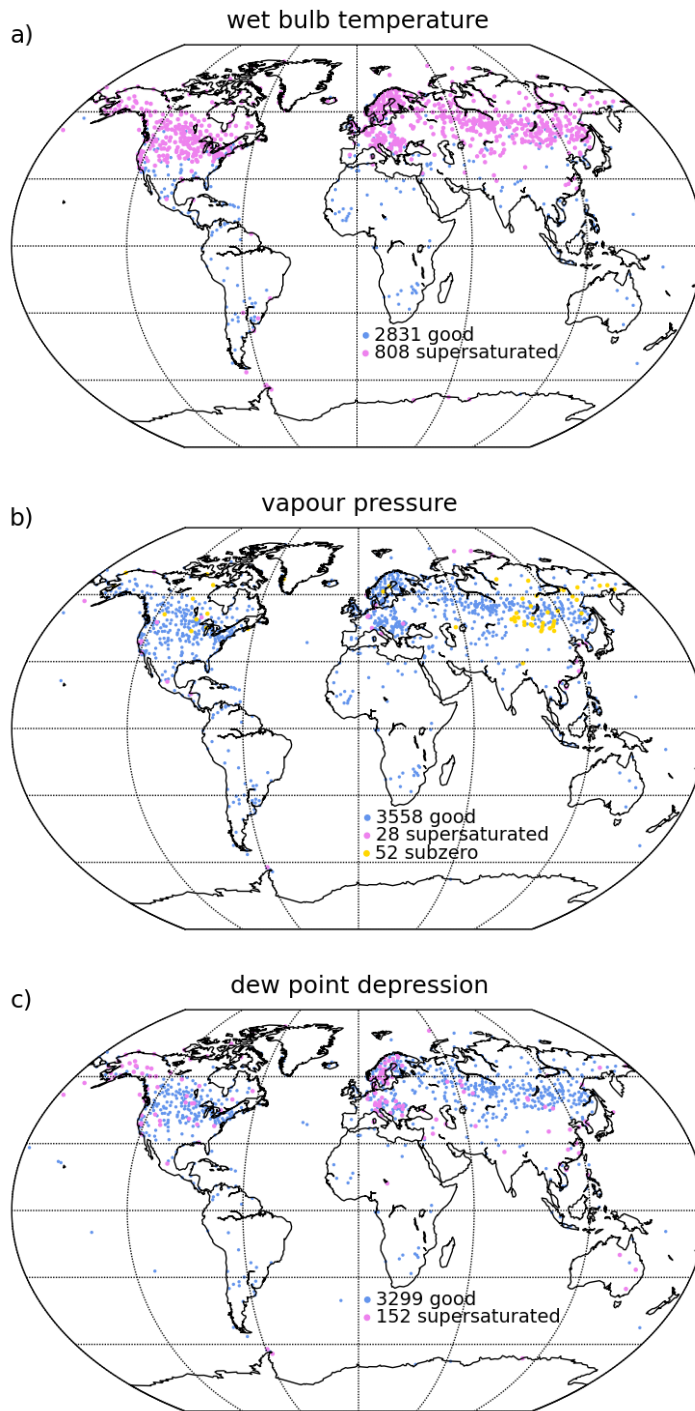 wet bulb temperature
a)
2831 good
808 supersaturated
vapour pressure
b)
3558 good
28 supersaturated
52 subzero
dew point depression
c)
3299 good
152 supersaturated